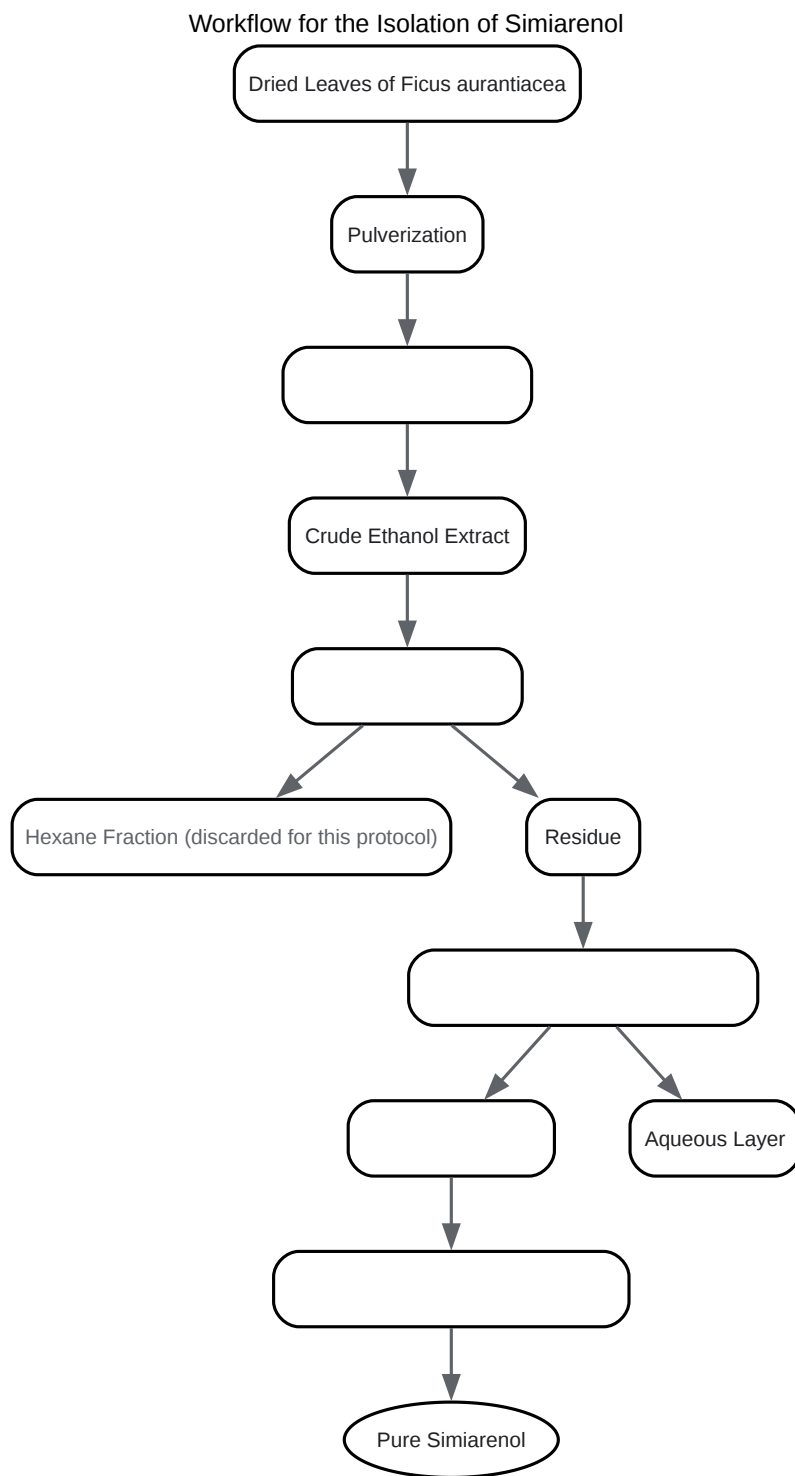 Workflow for the Isolation of Simiarenol
Dried Leaves of Ficus aurantiacea
Pulverization
Crude Ethanol Extract
Hexane Fraction (discarded for this protocol)
Residue
Aqueous Layer
Pure Simiarenol